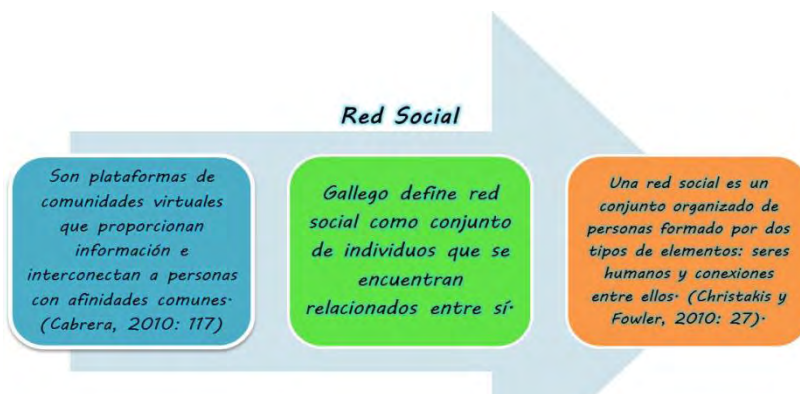 Red Social
Son plataformas de
comunidades virtuales
que proporcionan
información e
interconectan a personas
con afinidades comunes.
(Cabrera, 2010: 117)
Gallego define red
social como conjunto
de individuos que se
encuentran
relacionados entre sí.
Una red social es un
conjunto organizado de
personas formado por dos
tipos de elementos: seres
humanos y conexiones
entre ellos. (Christakis y
Fowler, 2010: 27).